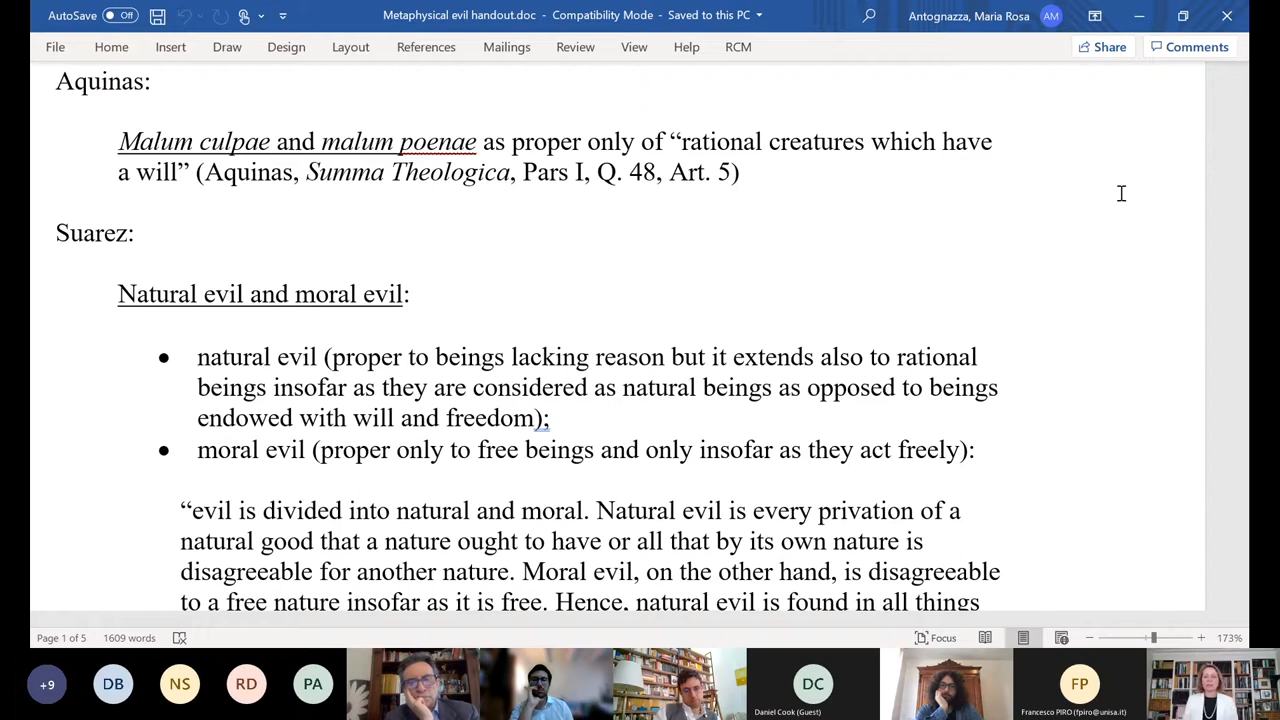 AutoSave Off
Metaphysical evil handout.doc - Compatibility Mode - Saved to this PC
Antognazza, Maria Rosa AM
File Home Insert Draw Design Layout References Mailings Review View Help RCM Share Comments
Aquinas:
Malum culpae and malum poenae as proper only of “rational creatures which have
a will” (Aquinas, Summa Theologica, Pars I, Q. 48, Art. 5)
Suarez:
Natural evil and moral evil:
● natural evil (proper to beings lacking reason but it extends also to rational
beings insofar as they are considered as natural beings as opposed to beings
endowed with will and freedom);
● moral evil (proper only to free beings and only insofar as they act freely):
“evil is divided into natural and moral. Natural evil is every privation of a
natural good that a nature ought to have or all that by its own nature is
disagreeable for another nature. Moral evil, on the other hand, is disagreeable
to a free nature insofar as it is free. Hence, natural evil is found in all things
Page 1 of 5 1609 words Focus 173%
+9 DB NS RD PA DC FP
Daniel Cook (Guest)
Francesco PIRO (fpiro@unisa.it)